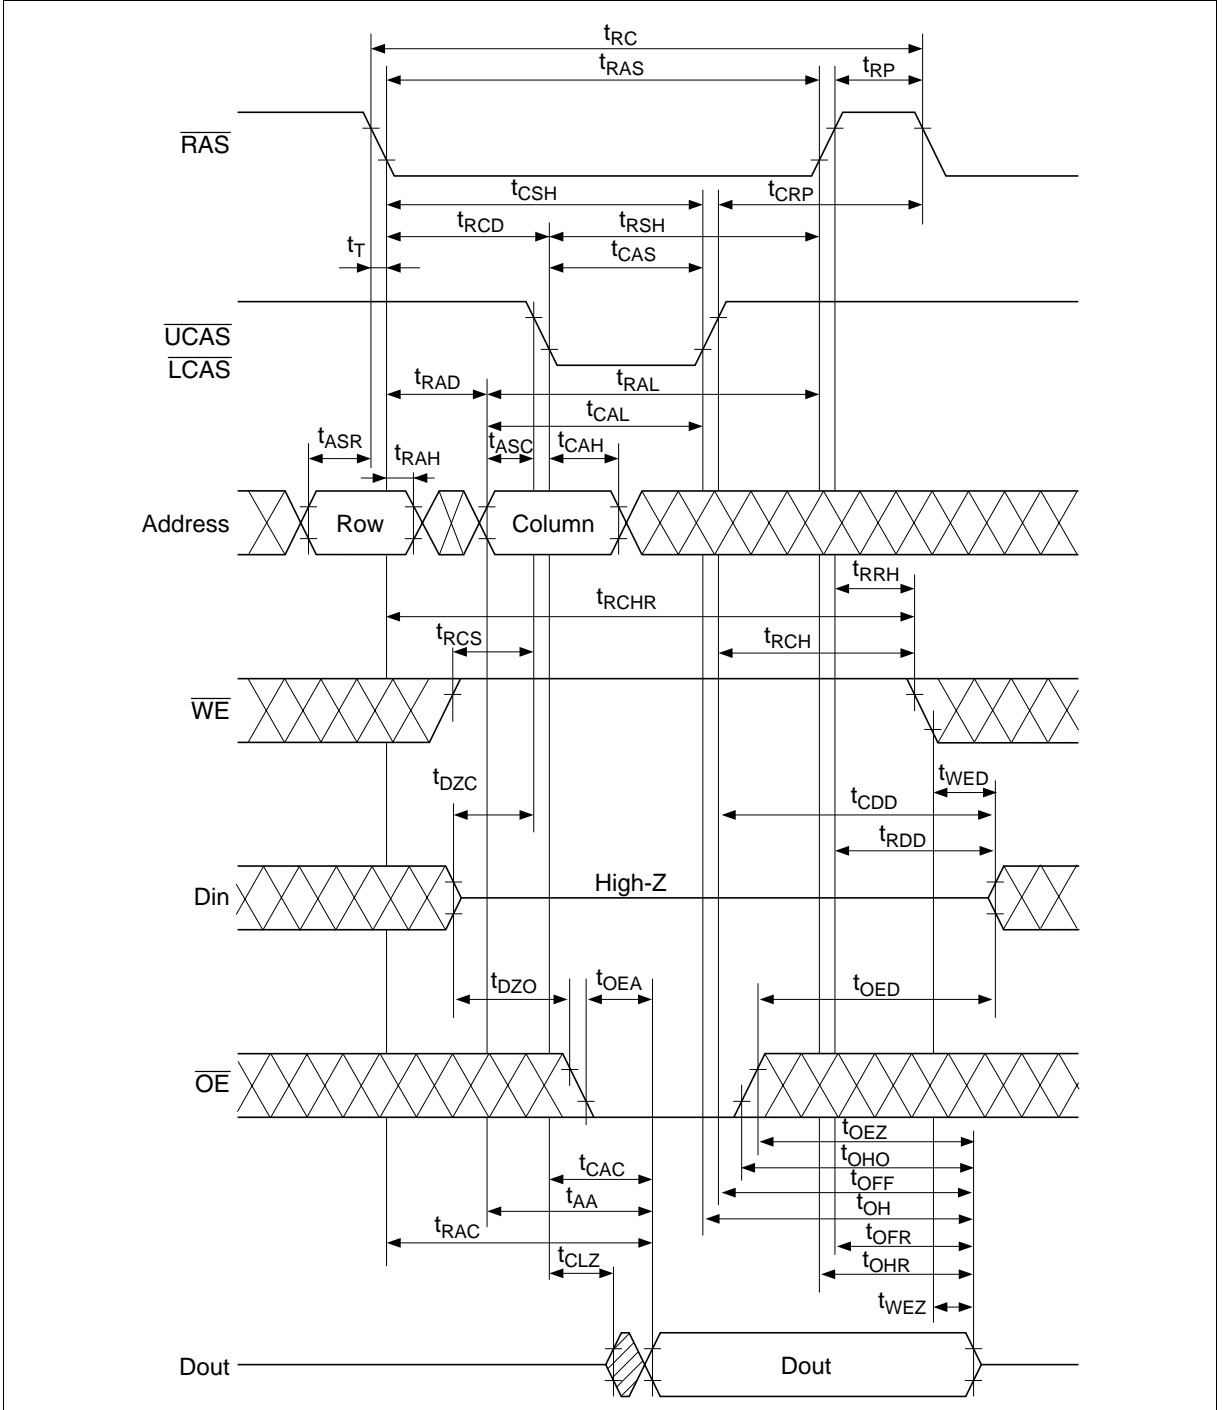 tRC
tRAS
tRP
RAS
tCSH
tCRP
tRCD
tRSH
tT
tCAS
UCAS
LCAS
tRAD
tRAL
tCAL
tASR
tASC
tCAH
tRAH
Address
Row
Column
tRRH
tRCHR
tRCS
tRCH
WE
tDZC
tWED
tCDD
tRDD
Din
High-Z
tDZO
tOEA
tOED
OE
tOEZ
tOHO
tCAC
tOFF
tAA
tOH
tRAC
tOFR
tCLZ
tOHR
tWEZ
Dout
Dout